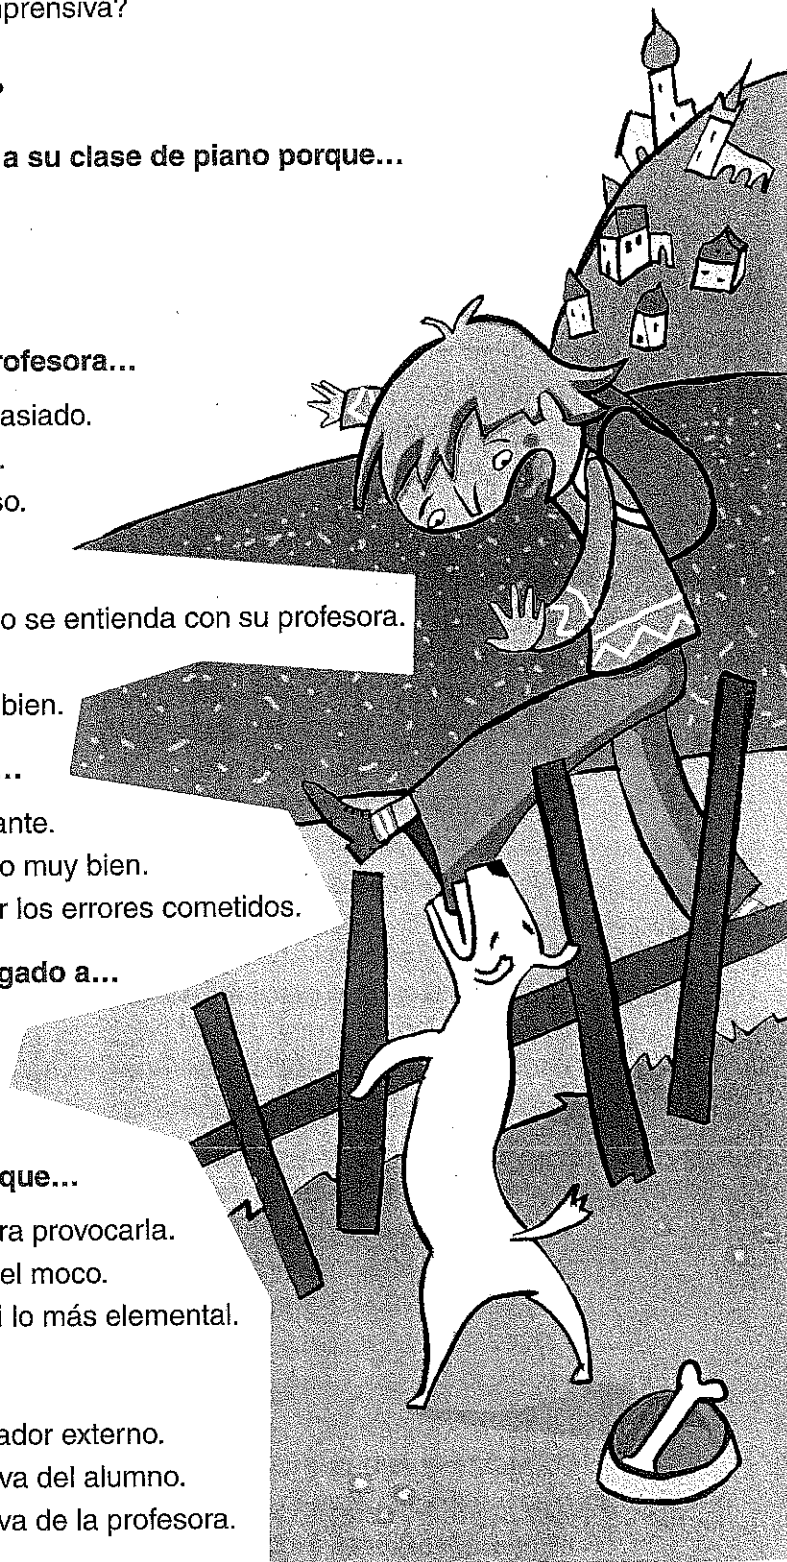 mprensiva?
a su clase de piano porque...
rofesora...
asiado.
so.
o se entienda con su profesora.
bien.
...
ante.
o muy bien.
r los errores cometidos.
gado a...
que...
ra provocarla.
el moco.
i lo más elemental.
ador externo.
va del alumno.
va de la profesora.